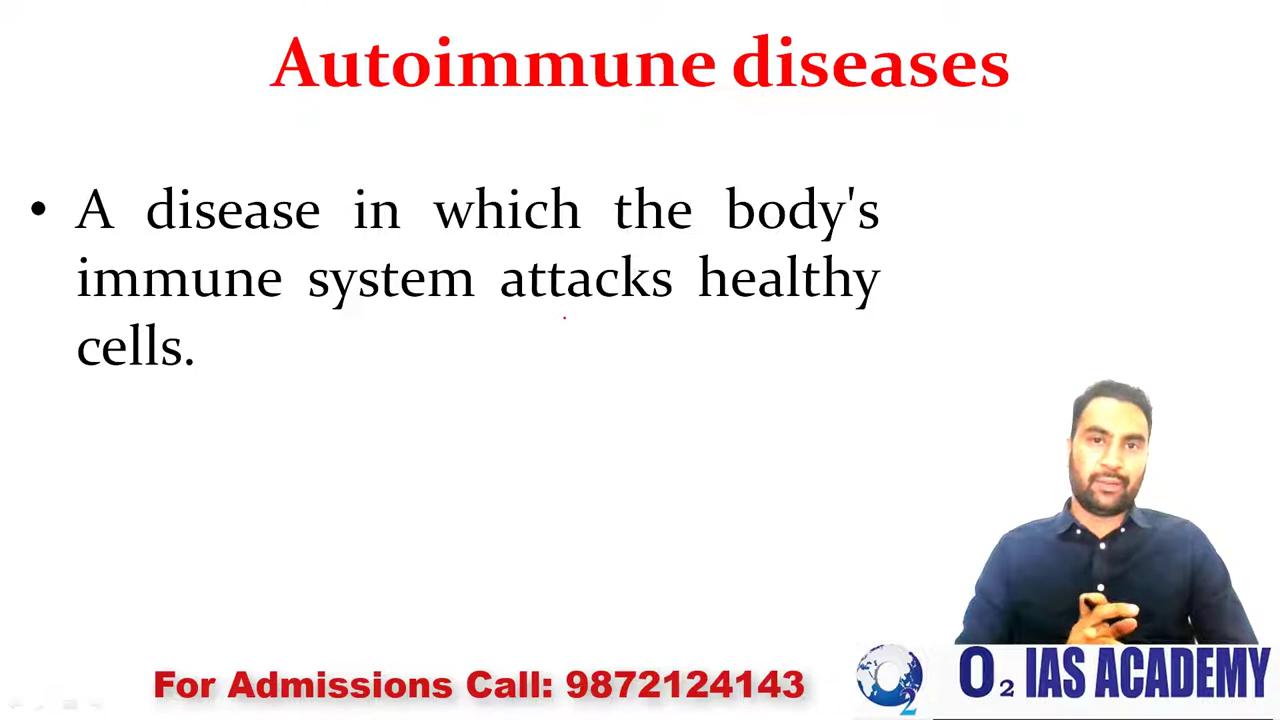 Autoimmune diseases
• A disease in which the body's
immune system attacks healthy
cells.
For Admissions Call: 9872124143
O2 IAS ACADEMY
O2